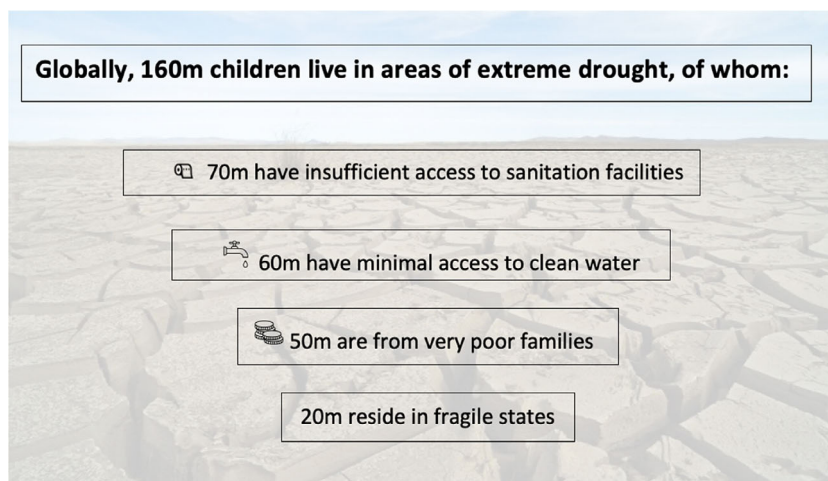 Globally, 160m children live in areas of extreme drought, of whom:
70m have insufficient access to sanitation facilities
60m have minimal access to clean water
50m are from very poor families
20m reside in fragile states